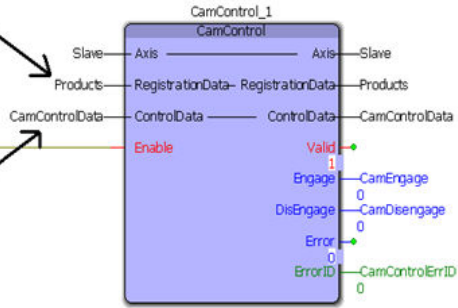 CamControl_1
CamControl
Slave Axis Axis Slave
Products RegistrationData RegistrationData Products
CamControlData ControlData ControlData CamControlData
Enable Valid
1
Engage CamEngage
0
DisEngage CamDisengage
0
Error
0
ErrorID CamControlErrID
0